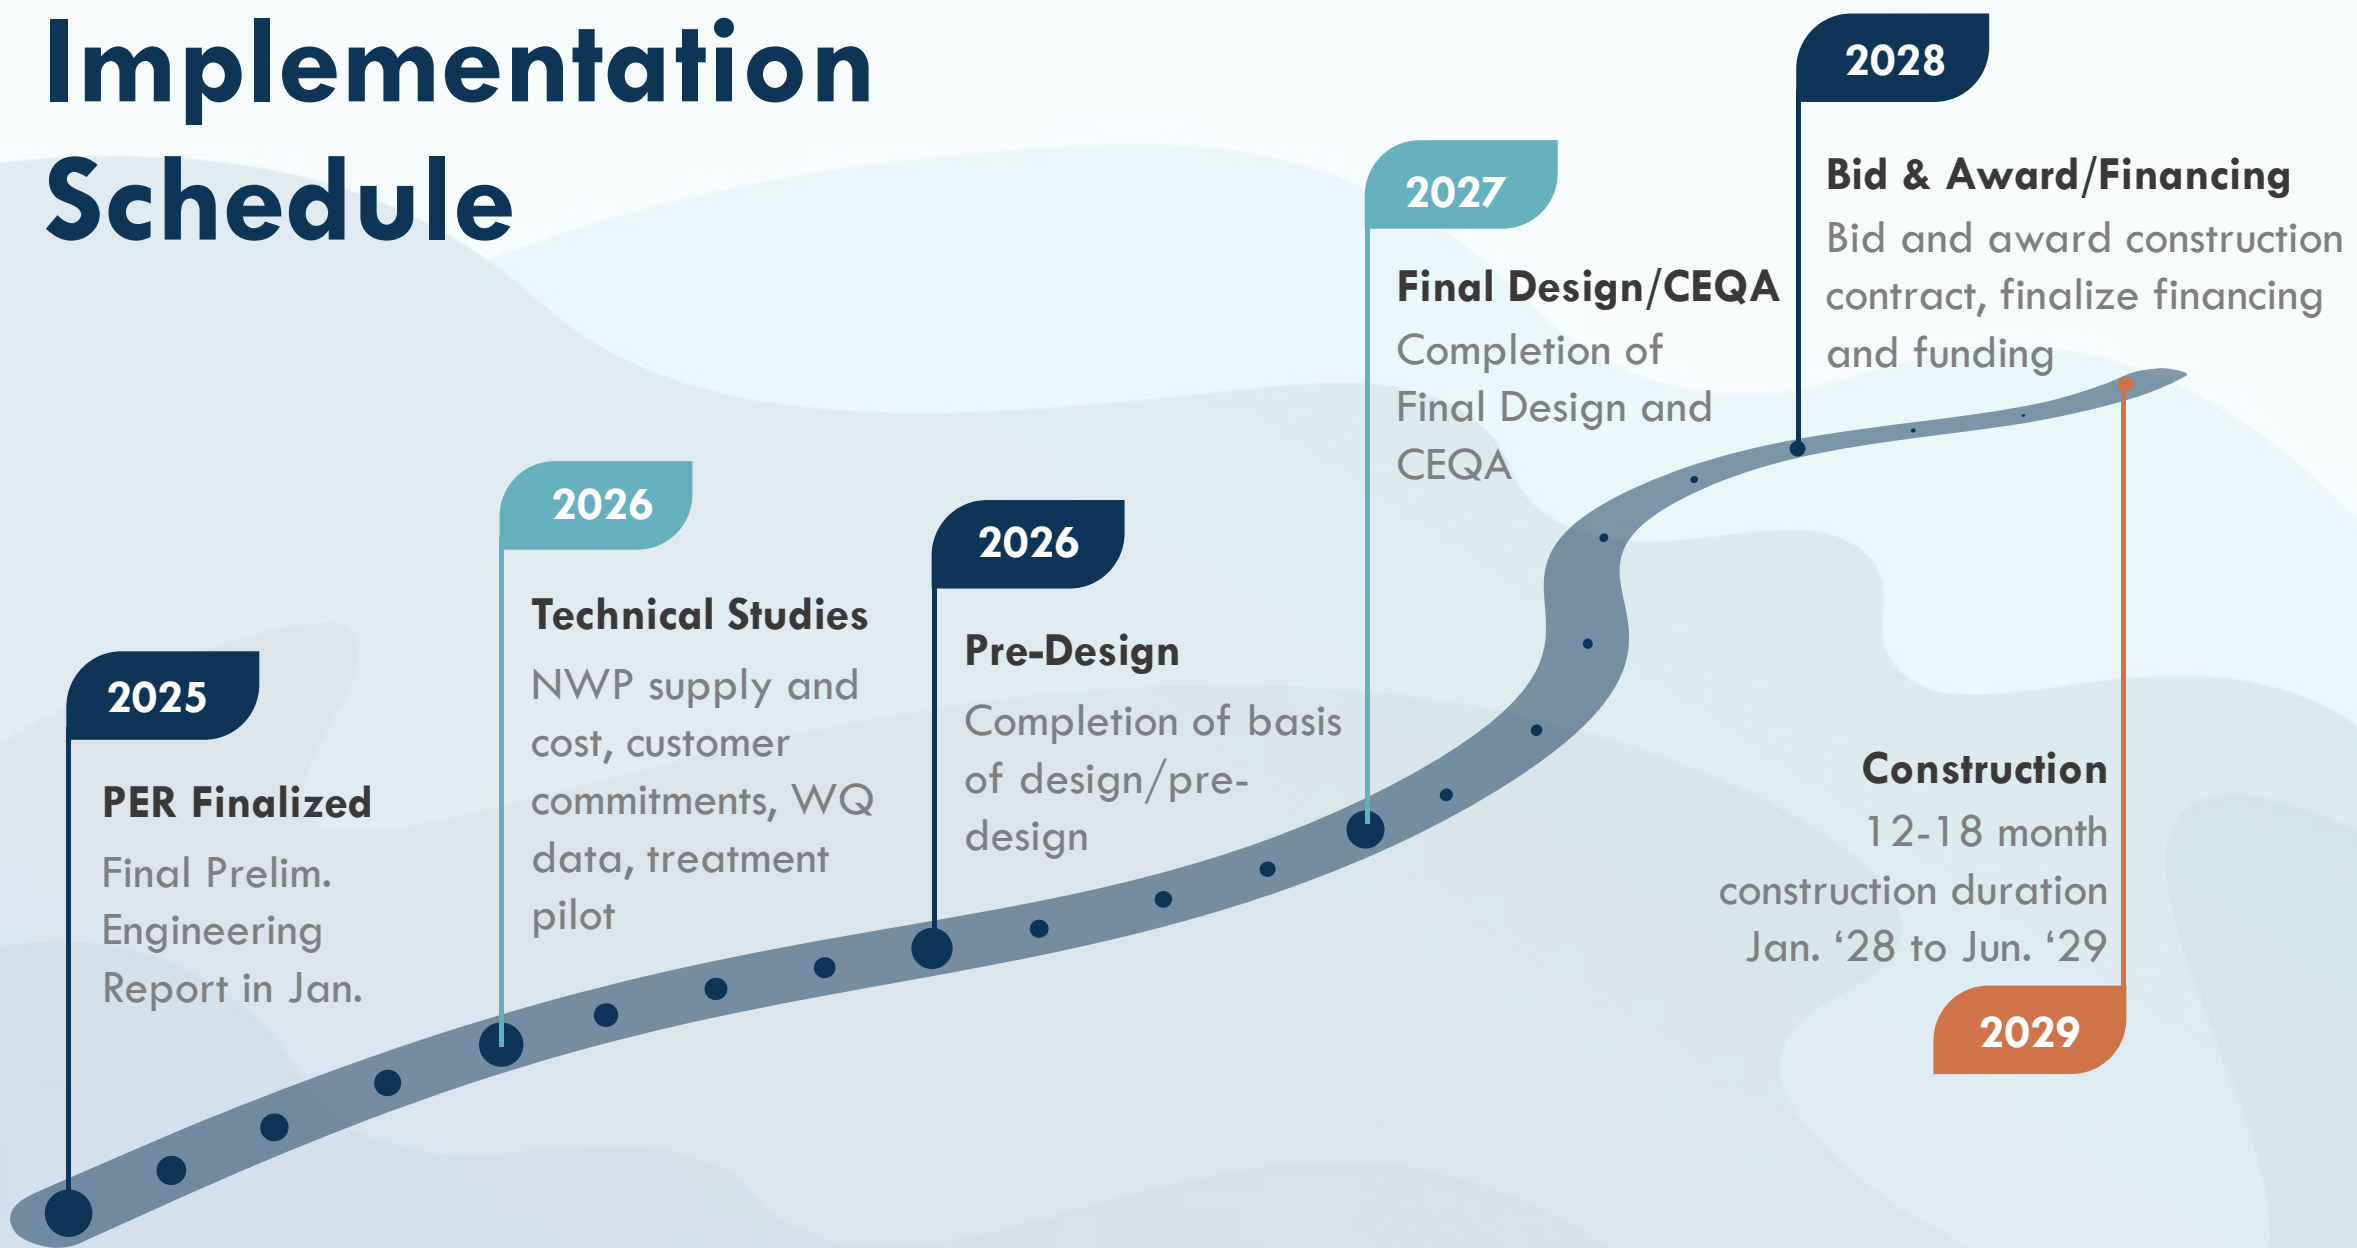 Implementation
Schedule
2025
PER Finalized
Final Prelim.
Engineering
Report in Jan.
2026
Technical Studies
NWP supply and
cost, customer
commitments, WQ
data, treatment
pilot
2026
Pre-Design
Completion of basis
of design/pre-
design
2027
Final Design/CEQA
Completion of
Final Design and
CEQA
2028
Bid & Award/Financing
Bid and award construction
contract, finalize financing
and funding
Construction
12-18 month
construction duration
Jan. ‘28 to Jun. ‘29
2029